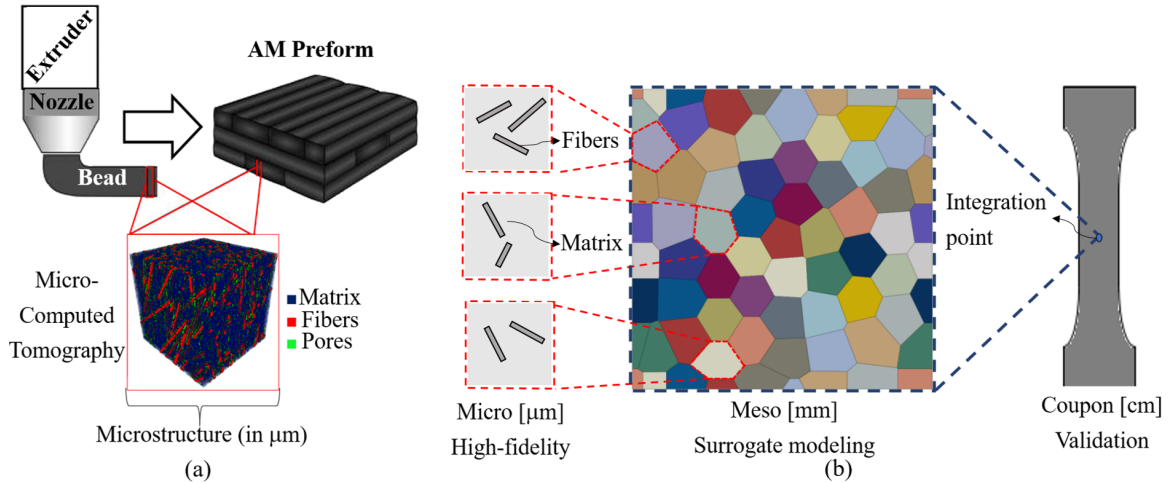 Extruder
Nozzle
Bead
AM Preform
Micro-
Computed
Tomography
Matrix
Fibers
Pores
Microstructure (in μm)
(a)
Fibers
Matrix
Micro [μm]
High-fidelity
Meso [mm]
Surrogate modeling
(b)
Integration
point
Coupon [cm]
Validation